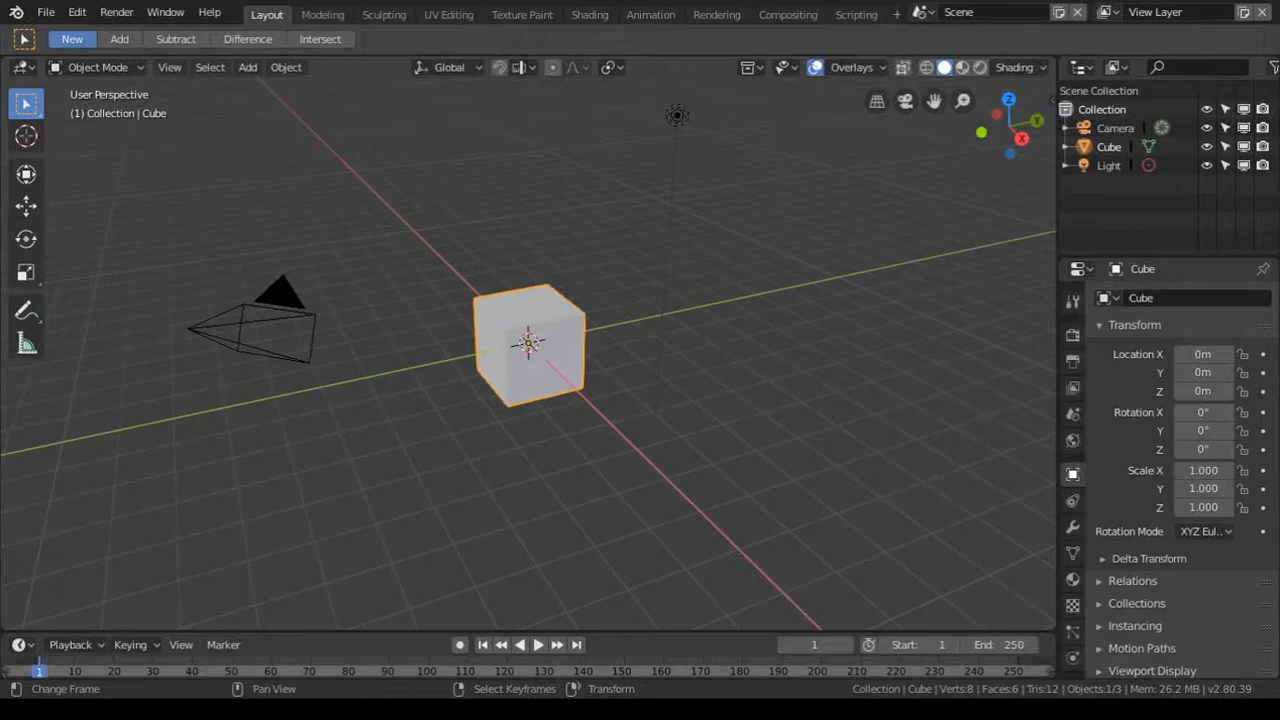 File Edit Render Window Help Layout Modeling Sculpting UV Editing Texture Paint Shading Animation Rendering Compositing Scripting + Scene View Layer
New Add Subtract Difference Intersect
Object Mode View Select Add Object Global Overlays Shading
User Perspective
(1) Collection | Cube
Z
Y
X
Scene Collection
Collection
Camera
Cube
Light
Cube
Cube
Transform
Location X 0m
Y 0m
Z 0m
Rotation X 0°
Y 0°
Z 0°
Scale X 1.000
Y 1.000
Z 1.000
Rotation Mode XYZ Eul..
Delta Transform
Relations
Collections
Instancing
Motion Paths
Viewport Display
Playback Keying View Marker 1 Start: 1 End: 250
1 10 20 30 40 50 60 70 80 90 100 110 120 130 140 150 160 170 180 190 200 210 220 230 240 250
Change Frame Pan View Select Keyframes Transform Collection | Cube | Verts:8 | Faces:6 | Tris:12 | Objects:1/3 | Mem: 26.2 MB | v2.80.39